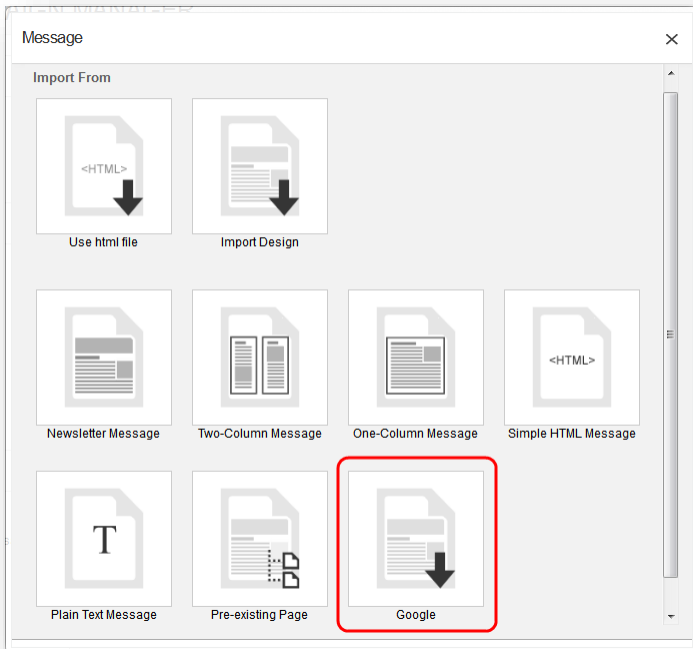 Message
Import From
<HTML>
Use html file
Import Design
Newsletter Message
Two-Column Message
One-Column Message
<HTML>
Simple HTML Message
T
Plain Text Message
Pre-existing Page
Google